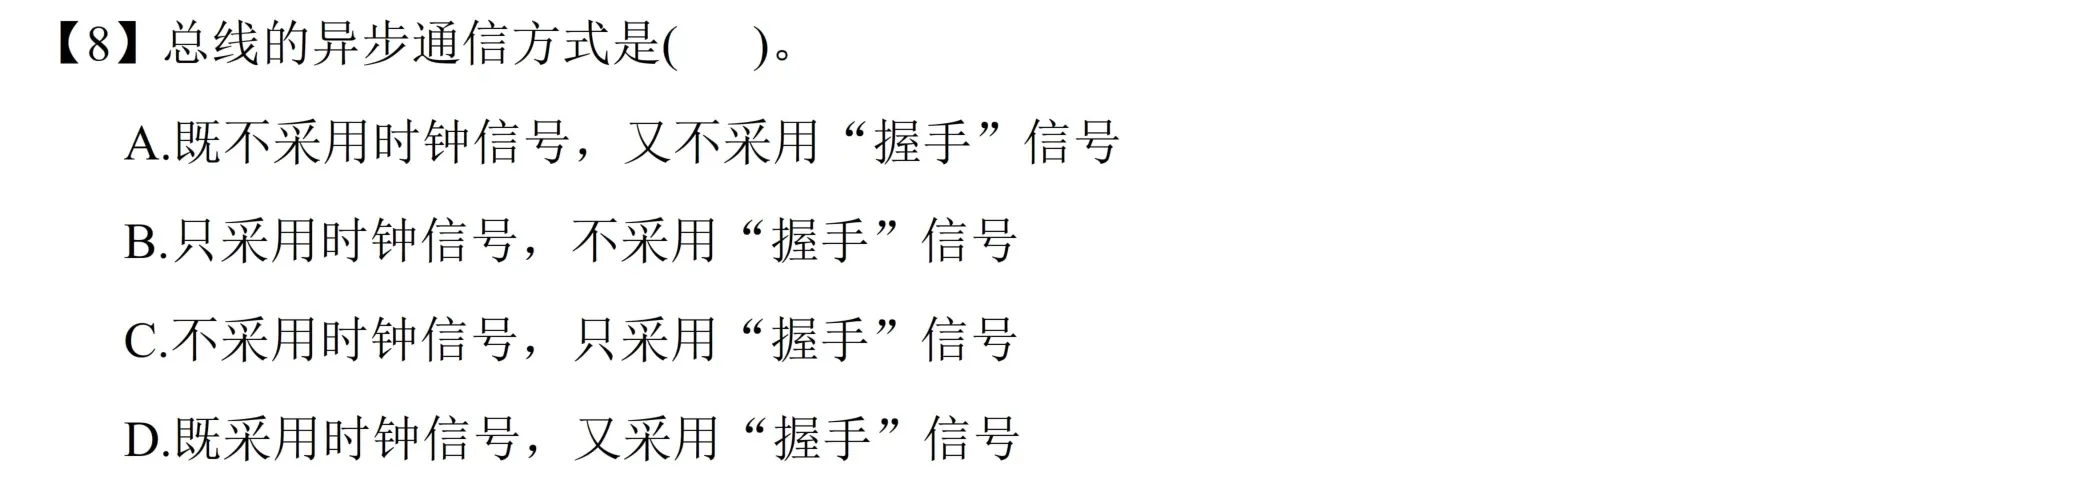 【8】总线的异步通信方式是(    )。
A.既不采用时钟信号，又不采用“握手”信号
B.只采用时钟信号，不采用“握手”信号
C.不采用时钟信号，只采用“握手”信号
D.既采用时钟信号，又采用“握手”信号